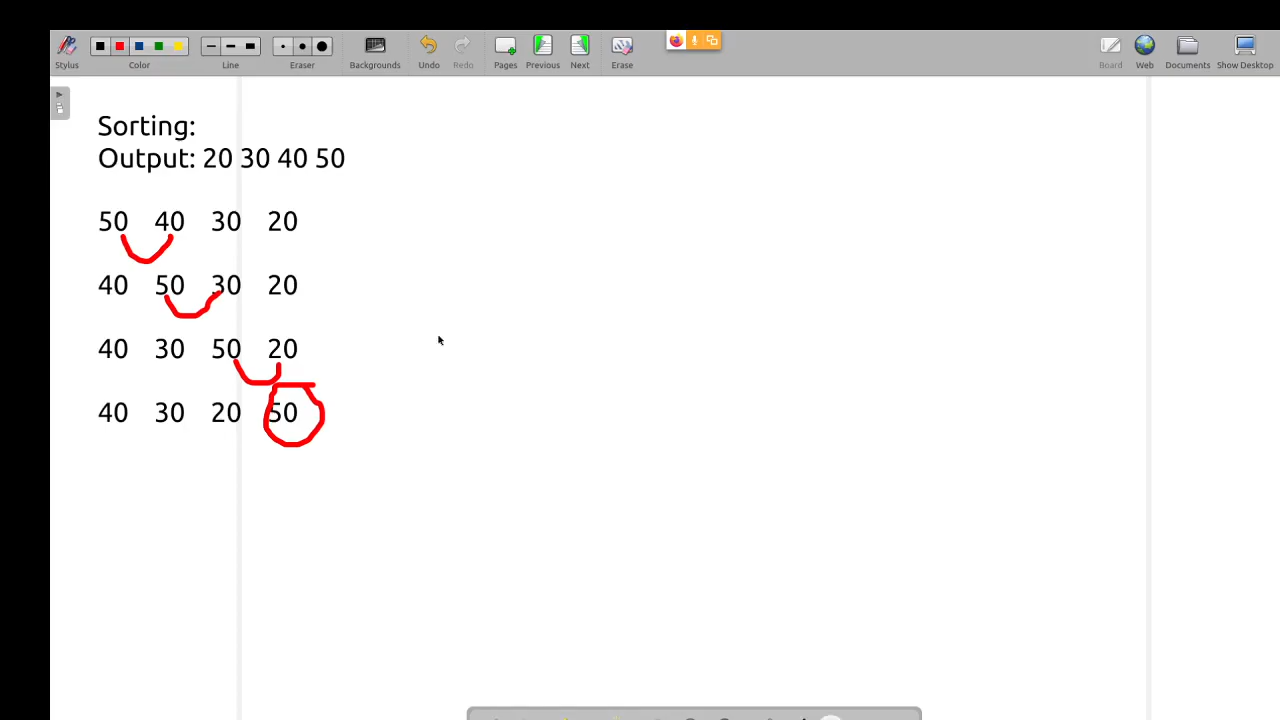 Stylus Color Line Eraser Backgrounds Undo Redo Pages Previous Next Erase Board Web Documents Show Desktop
Sorting:
Output: 20 30 40 50
50 40 30 20
40 50 30 20
40 30 50 20
40 30 20 50